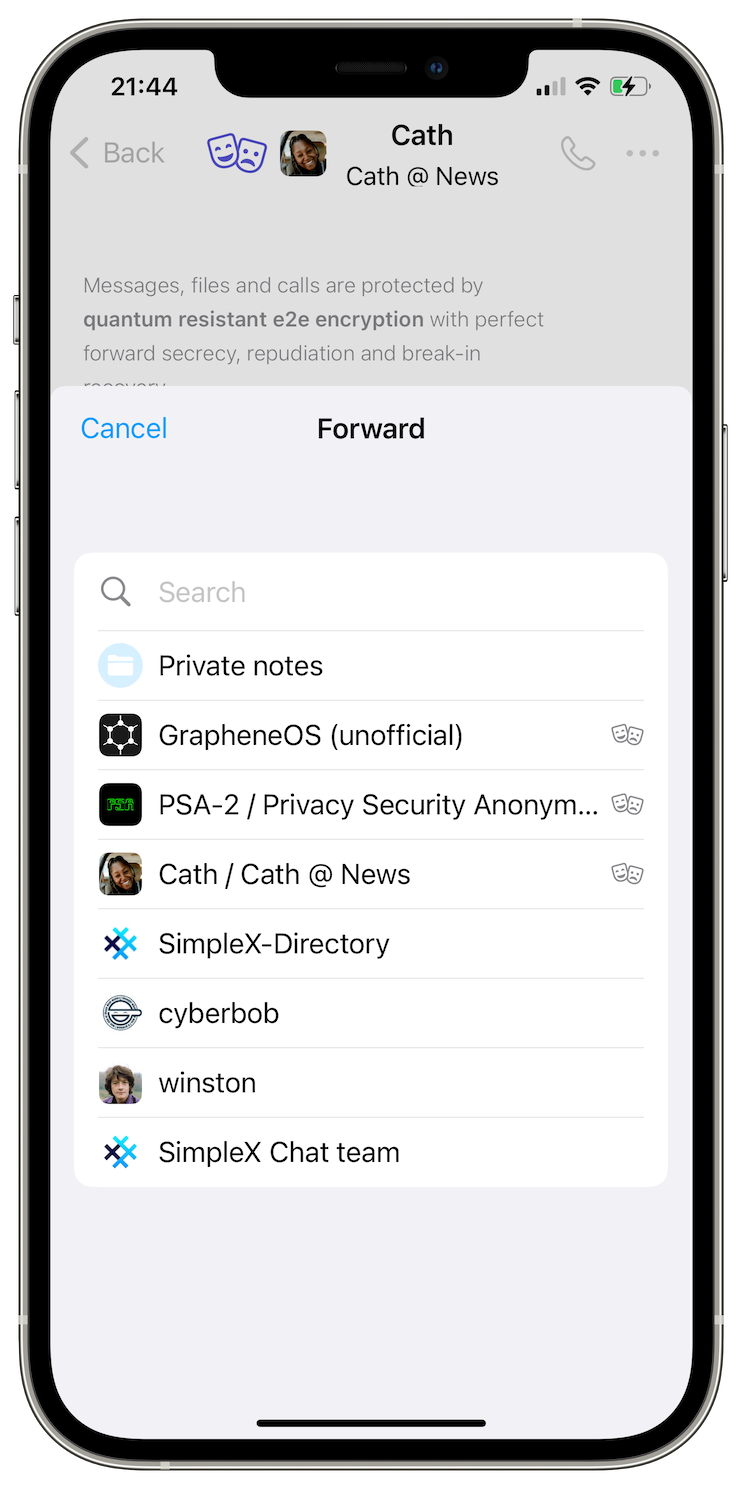 21:44
Back
Cath
Cath @ News
Messages, files and calls are protected by
quantum resistant e2e encryption with perfect
forward secrecy, repudiation and break-in
recovery
Cancel
Forward
Search
Private notes
GrapheneOS (unofficial)
PSA
PSA-2 / Privacy Security Anonym...
Cath / Cath @ News
SimpleX-Directory
cyberbob
winston
SimpleX Chat team